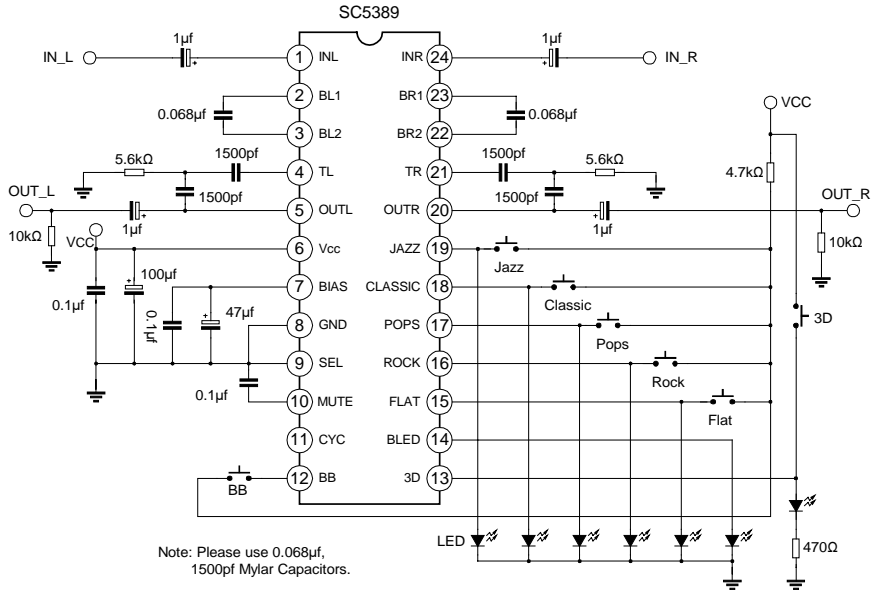 SC5389
1µf
IN_L
1
INL
INR
24
1µf
IN_R
2
BL1
BR1
23
0.068µf
0.068µf
3
BL2
BR2
22
VCC
5.6kΩ
1500pf
4
TL
TR
21
1500pf
5.6kΩ
4.7kΩ
1500pf
1500pf
OUT_L
5
OUTL
OUTR
20
OUT_R
1µf
1µf
10kΩ
10kΩ
VCC
6
Vcc
JAZZ
19
Jazz
100µf
0.1µf
7
BIAS
CLASSIC
18
Classic
0.1µf
47µf
8
GND
POPS
17
Pops
3D
9
SEL
ROCK
16
Rock
0.1µf
10
MUTE
FLAT
15
Flat
11
CYC
BLED
14
12
BB
3D
13
BB
LED
470Ω
Note: Please use 0.068µf,
1500pf Mylar Capacitors.
+
+
+
+
+
+